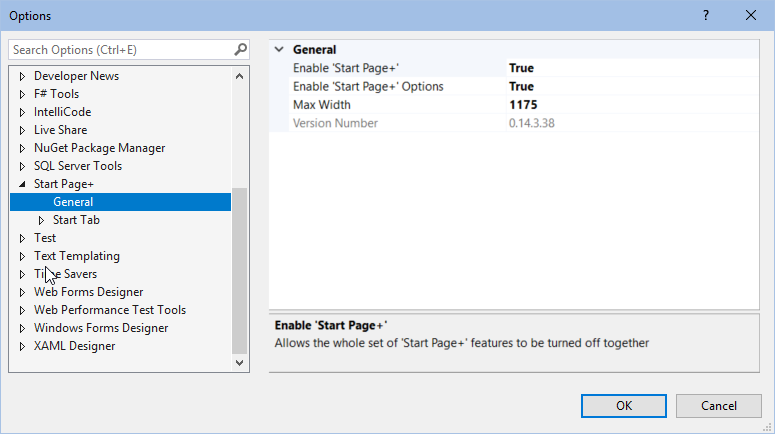 Options
Search Options (Ctrl+E)
Developer News
F# Tools
IntelliCode
Live Share
NuGet Package Manager
SQL Server Tools
Start Page+
General
Start Tab
Test
Text Templating
Time Savers
Web Forms Designer
Web Performance Test Tools
Windows Forms Designer
XAML Designer
General
Enable 'Start Page+' True
Enable 'Start Page+' Options True
Max Width 1175
Version Number 0.14.3.38
Enable 'Start Page+'
Allows the whole set of 'Start Page+' features to be turned off together
OK Cancel